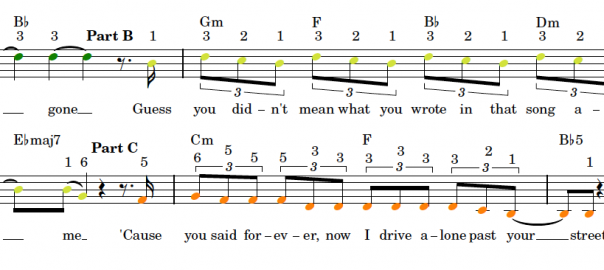 B♭ Gm F B♭ Dm
3 3 Part B 1 3 2 1 3 2 1 3 2 1 3 2
3 3 3 3
gone Guess you did – n't mean what you wrote in that song a –
E♭maj7 Cm F B♭5
1 6 Part C 5 6 5 5 5 3 3 3 3 3 3 2 1 1
3 3 3 3
me 'Cause you said for – ev – er, now I drive a – lone past your street